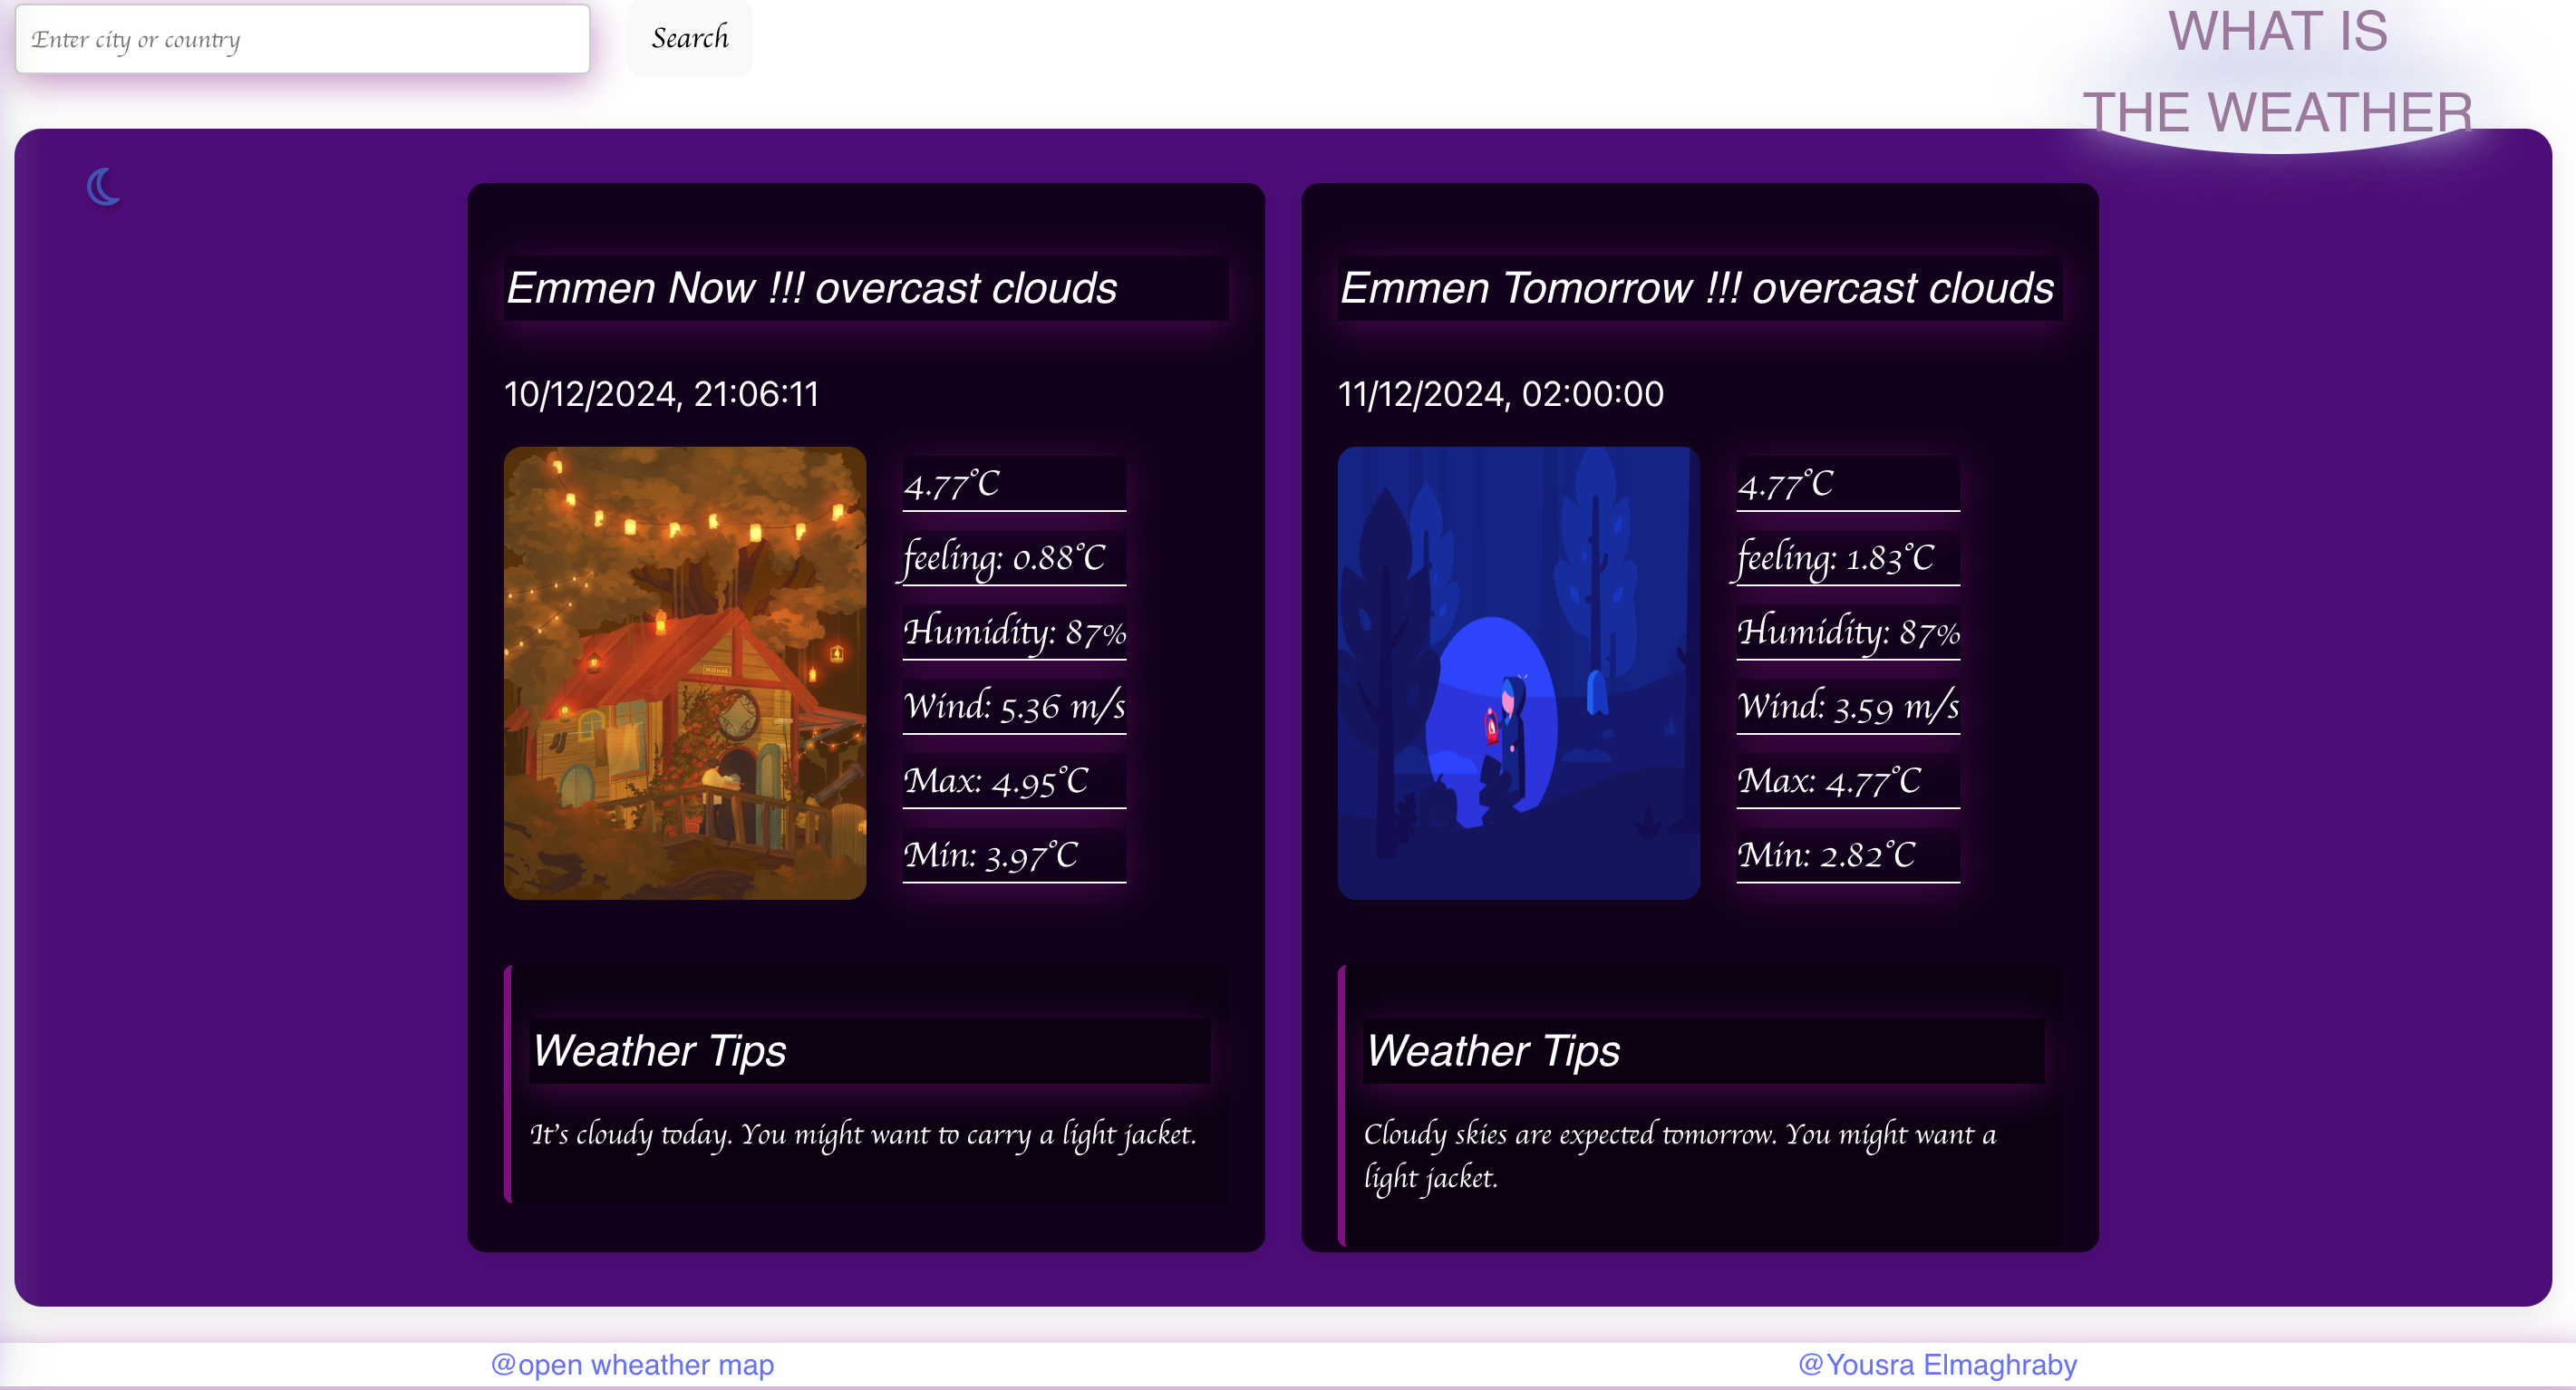 Enter city or country
Search
WHAT IS
THE WEATHER
Emmen Now !!! overcast clouds
10/12/2024, 21:06:11
4.77°C
feeling: 0.88°C
Humidity: 87%
Wind: 5.36 m/s
Max: 4.95°C
Min: 3.97°C
Weather Tips
It's cloudy today. You might want to carry a light jacket.
Emmen Tomorrow !!! overcast clouds
11/12/2024, 02:00:00
4.77°C
feeling: 1.83°C
Humidity: 87%
Wind: 3.59 m/s
Max: 4.77°C
Min: 2.82°C
Weather Tips
Cloudy skies are expected tomorrow. You might want a
light jacket.
@open wheather map
@Yousra Elmaghraby